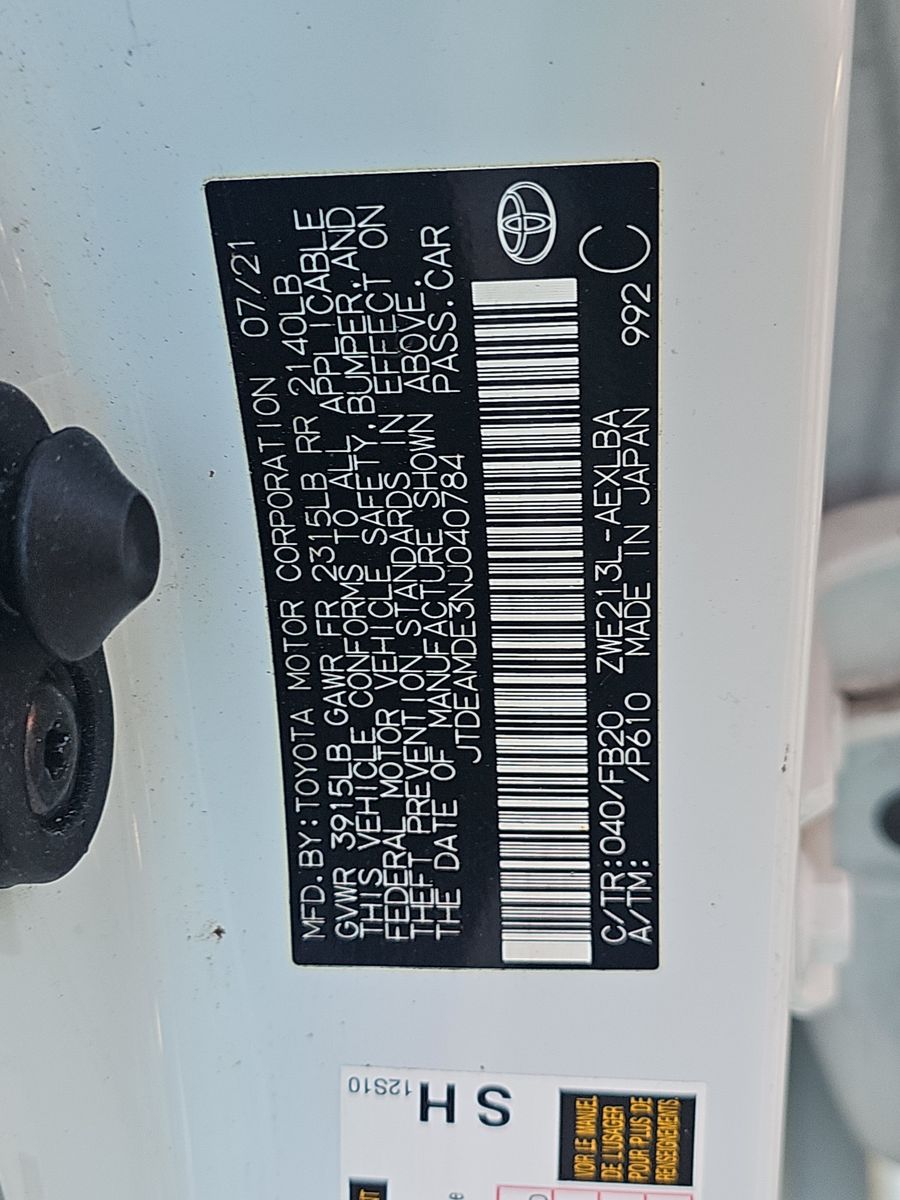 MFD.BY:TOYOTA MOTOR CORPORATION 07/21
GVWR 3915LB GAWR FR 2315LB RR 2140LB
THIS VEHICLE CONFORMS TO ALL APPLICABLE
FEDERAL MOTOR VEHICLE SAFETY,BUMPER,AND
THEFT PREVENTION STANDARDS IN EFFECT ON
THE DATE OF MANUFACTURE SHOWN ABOVE.
JTDEAMDE3NJ040784 PASS.CAR
C/TR:040/FB20 ZWE213L-AEXLBA
A/TM: /P610 MADE IN JAPAN 992 C
12S10
S H
VOIR LE MANUEL
DE L'USAGER
POUR PLUS DE
RENSEIGNEMENTS.